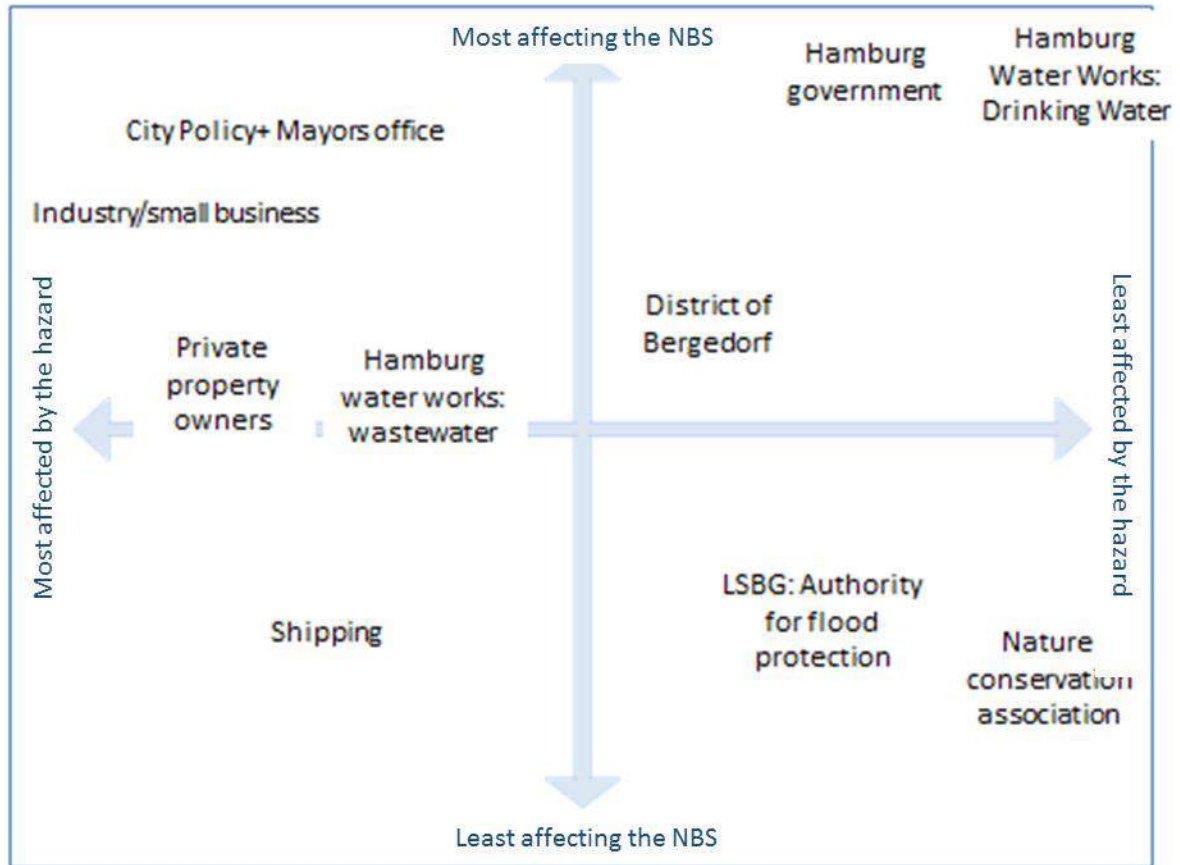 Most affecting the NBS
Hamburg
government
Hamburg
Water Works:
Drinking Water
City Policy+ Mayors office
Industry/small business
Most affected by the hazard
Private
property
owners
Hamburg
water works:
wastewater
District of
Bergedorf
Least affected by the hazard
Shipping
LSBG: Authority
for flood
protection
Nature
conservation
association
Least affecting the NBS